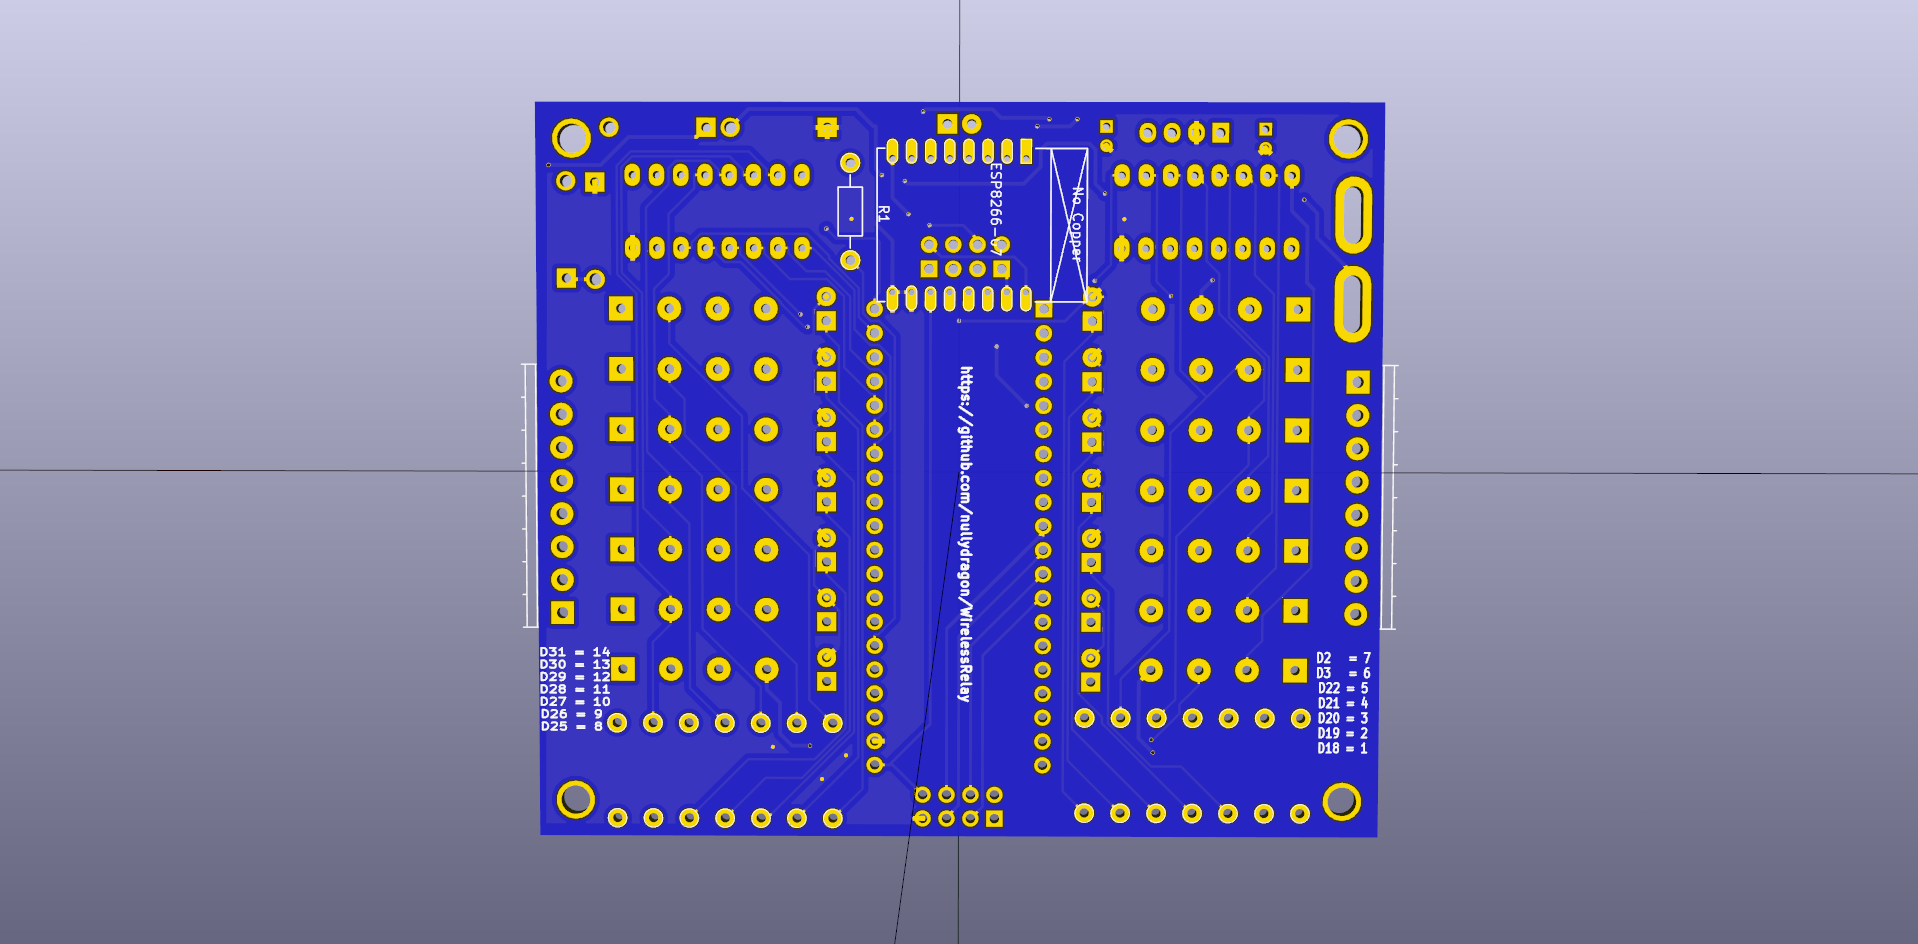 R1
ESP8266-07
No Copper
https://github.com/nullydragon/WirelessRelay
D31 = 14
D30 = 13
D29 = 12
D28 = 11
D27 = 10
D26 = 9
D25 = 8
D2 = 7
D3 = 6
D22 = 5
D21 = 4
D20 = 3
D19 = 2
D18 = 1